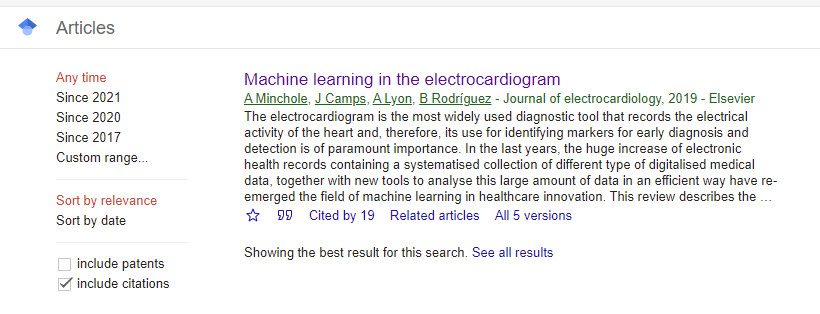 Articles
Any time
Since 2021
Since 2020
Since 2017
Custom range...
Sort by relevance
Sort by date
include patents
include citations
Machine learning in the electrocardiogram
A Minchole, J Camps, A Lyon, B Rodríguez - Journal of electrocardiology, 2019 - Elsevier
The electrocardiogram is the most widely used diagnostic tool that records the electrical
activity of the heart and, therefore, its use for identifying markers for early diagnosis and
detection is of paramount importance. In the last years, the huge increase of electronic
health records containing a systematised collection of different type of digitalised medical
data, together with new tools to analyse this large amount of data in an efficient way have re-
emerged the field of machine learning in healthcare innovation. This review describes the …
Cited by 19 Related articles All 5 versions
Showing the best result for this search. See all results